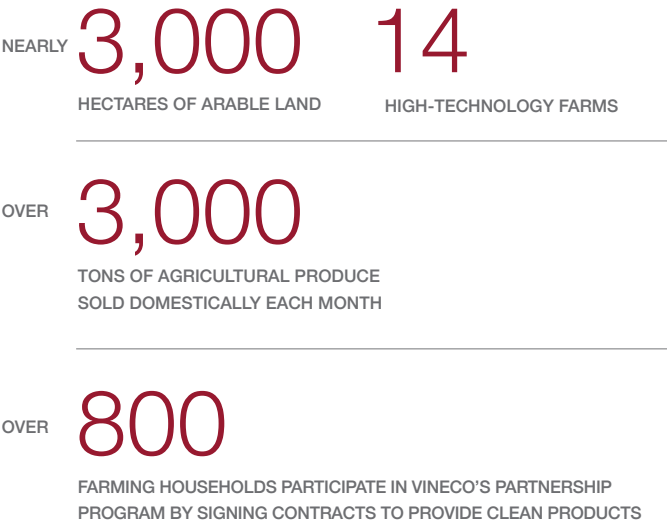 NEARLY 3,000
HECTARES OF ARABLE LAND
14
HIGH-TECHNOLOGY FARMS
OVER 3,000
TONS OF AGRICULTURAL PRODUCE
SOLD DOMESTICALLY EACH MONTH
OVER 800
FARMING HOUSEHOLDS PARTICIPATE IN VINECO'S PARTNERSHIP
PROGRAM BY SIGNING CONTRACTS TO PROVIDE CLEAN PRODUCTS